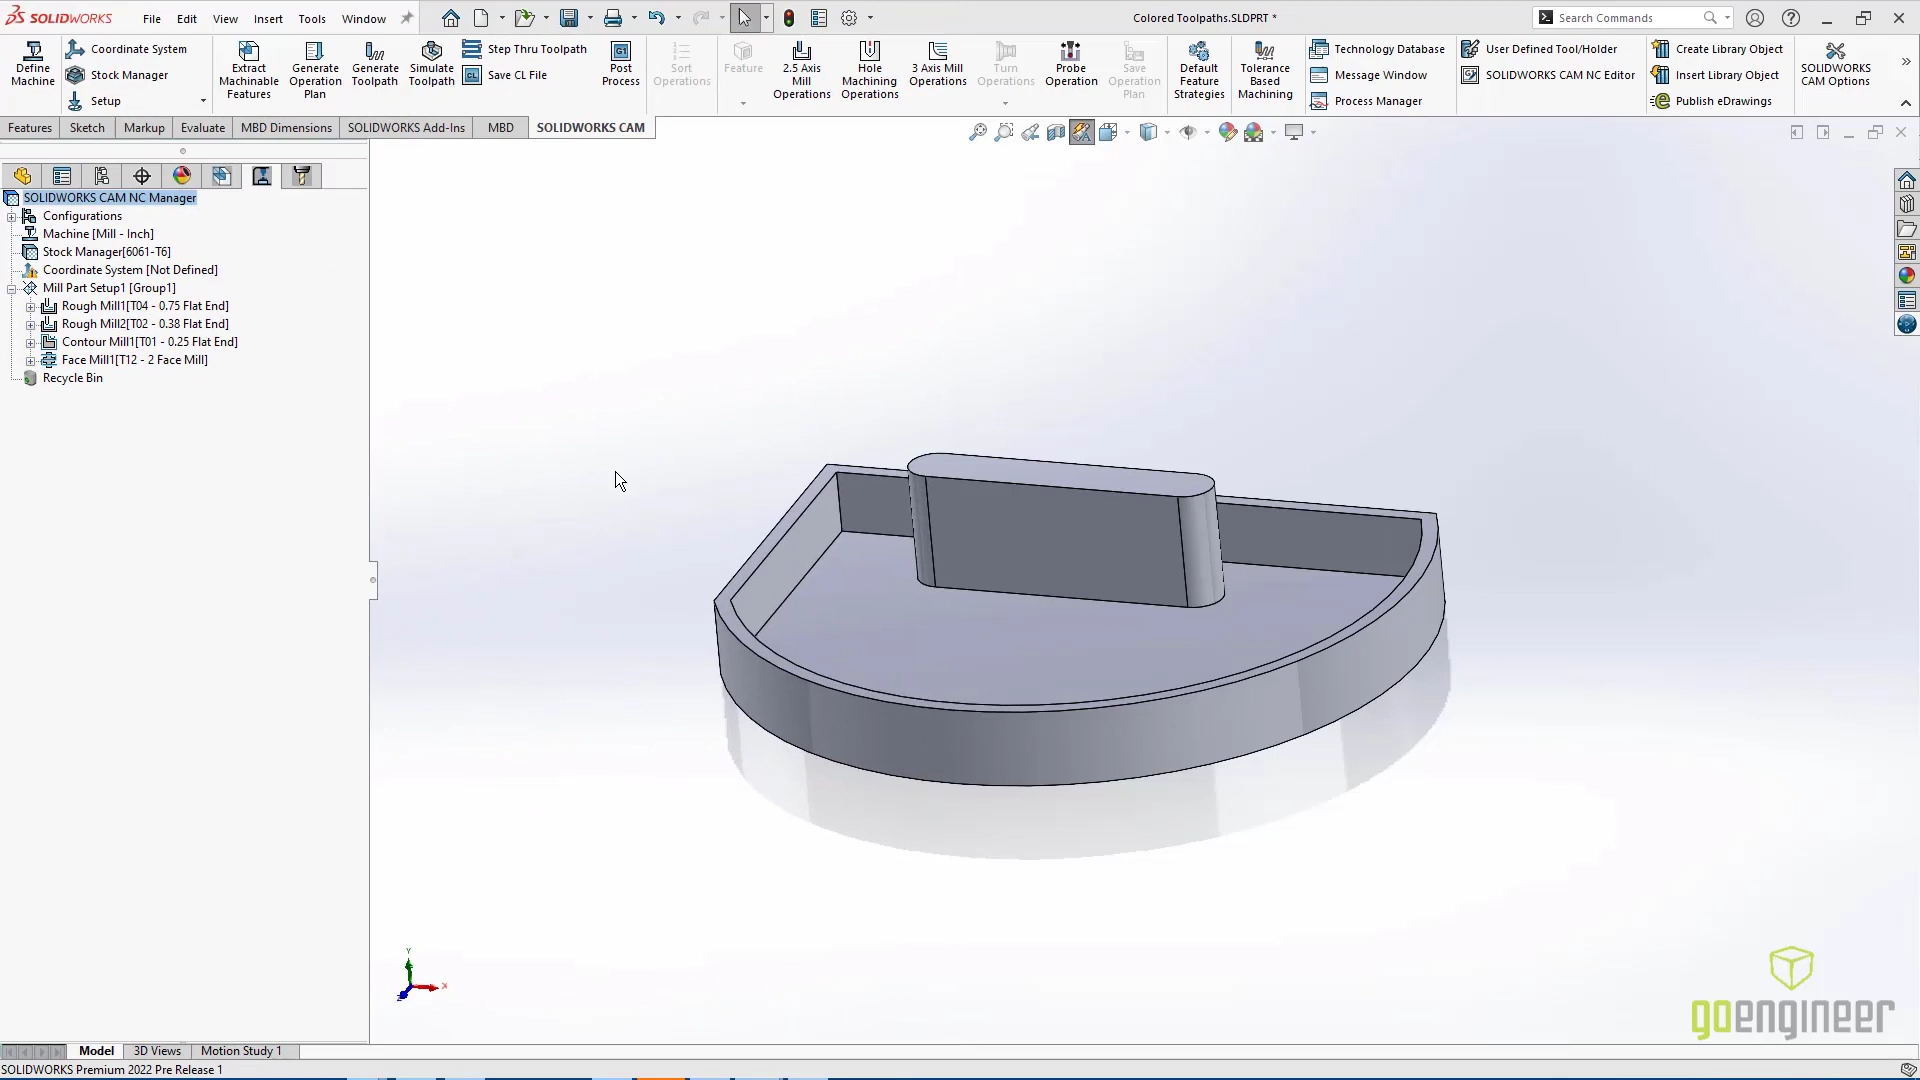 SOLIDWORKS File Edit View Insert Tools Window Colored Toolpaths.SLDPRT * Search Commands
Define Machine
Coordinate System
Stock Manager
Setup
Extract Machinable Features
Generate Operation Plan
Generate Toolpath
Simulate Toolpath
Step Thru Toolpath
Save CL File
Post Process
Sort Operations
Feature
2.5 Axis Mill Operations
Hole Machining Operations
3 Axis Mill Operations
Turn Operations
Probe Operation
Save Operation Plan
Default Feature Strategies
Tolerance Based Machining
Technology Database
Message Window
Process Manager
User Defined Tool/Holder
SOLIDWORKS CAM NC Editor
Create Library Object
Insert Library Object
Publish eDrawings
SOLIDWORKS CAM Options
Features Sketch Markup Evaluate MBD Dimensions SOLIDWORKS Add-Ins MBD SOLIDWORKS CAM
SOLIDWORKS CAM NC Manager
Configurations
Machine [Mill - Inch]
Stock Manager[6061-T6]
Coordinate System [Not Defined]
Mill Part Setup1 [Group1]
Rough Mill1[T04 - 0.75 Flat End]
Rough Mill2[T02 - 0.38 Flat End]
Contour Mill1[T01 - 0.25 Flat End]
Face Mill1[T12 - 2 Face Mill]
Recycle Bin
Y
X
Z
goengineer
Model 3D Views Motion Study 1
SOLIDWORKS Premium 2022 Pre Release 1